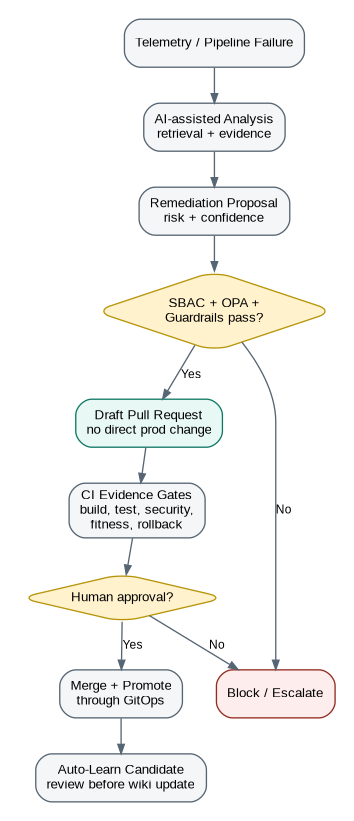 Telemetry / Pipeline Failure
AI-assisted Analysis
retrieval + evidence
Remediation Proposal
risk + confidence
SBAC + OPA +
Guardrails pass?
Yes
Draft Pull Request
no direct prod change
CI Evidence Gates
build, test, security,
fitness, rollback
No
Human approval?
Yes
No
Merge + Promote
through GitOps
Block / Escalate
Auto-Learn Candidate
review before wiki update